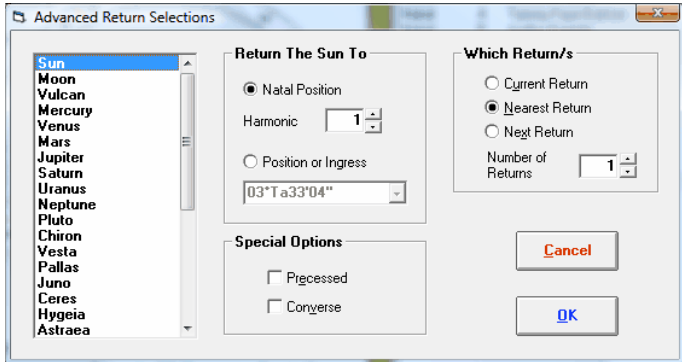 Advanced Return Selections
Sun
Moon
Vulcan
Mercury
Venus
Mars
Jupiter
Saturn
Uranus
Neptune
Pluto
Chiron
Vesta
Pallas
Juno
Ceres
Hygeia
Astraea
Return The Sun To
Natal Position
Harmonic 1
Position or Ingress
03°Ta33'04"
Special Options
Precessed
Converse
Which Return/s
Current Return
Nearest Return
Next Return
Number of
Returns 1
Cancel
OK